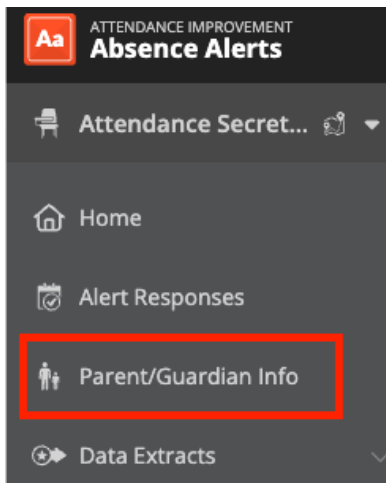 Aa
ATTENDANCE IMPROVEMENT
Absence Alerts
Attendance Secret...
Home
Alert Responses
Parent/Guardian Info
Data Extracts